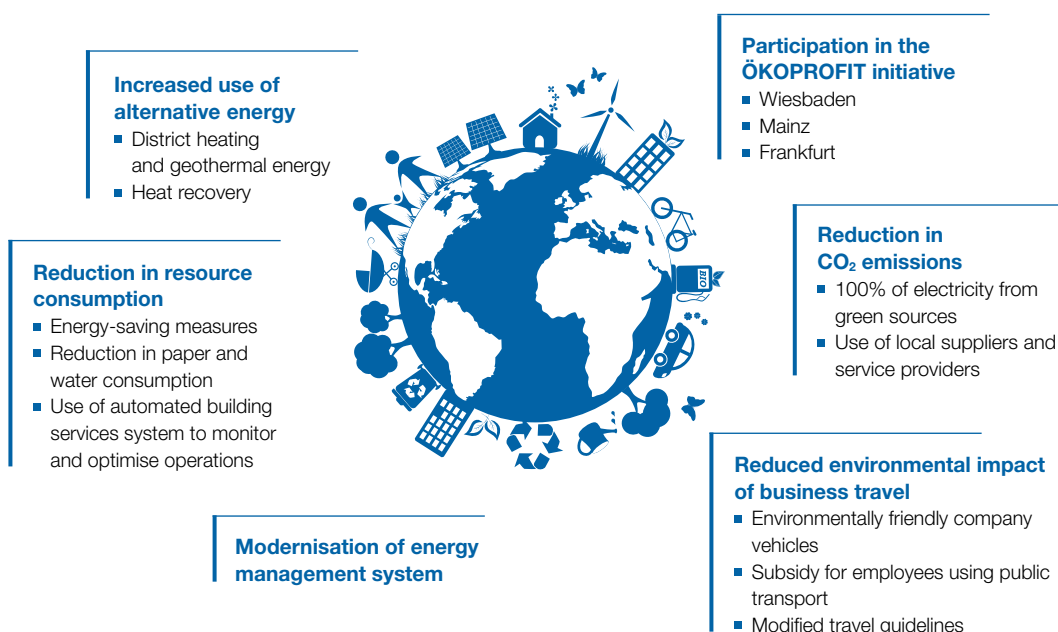 Increased use of
alternative energy
District heating
and geothermal energy
Heat recovery
Participation in the
ÖKOPROFIT initiative
Wiesbaden
Mainz
Frankfurt
Reduction in resource
consumption
Energy-saving measures
Reduction in paper and
water consumption
Use of automated building
services system to monitor
and optimise operations
BIO
Reduction in
CO₂ emissions
100% of electricity from
green sources
Use of local suppliers and
service providers
Modernisation of energy
management system
Reduced environmental impact
of business travel
Environmentally friendly company
vehicles
Subsidy for employees using public
transport
Modified travel guidelines